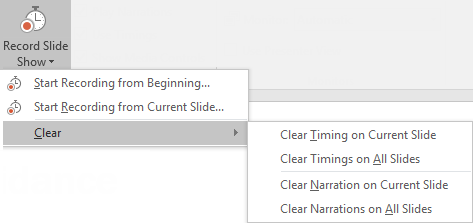 Record Slide
Show
Start Recording from Beginning...
Start Recording from Current Slide...
Clear
Clear Timing on Current Slide
Clear Timings on All Slides
Clear Narration on Current Slide
Clear Narrations on All Slides